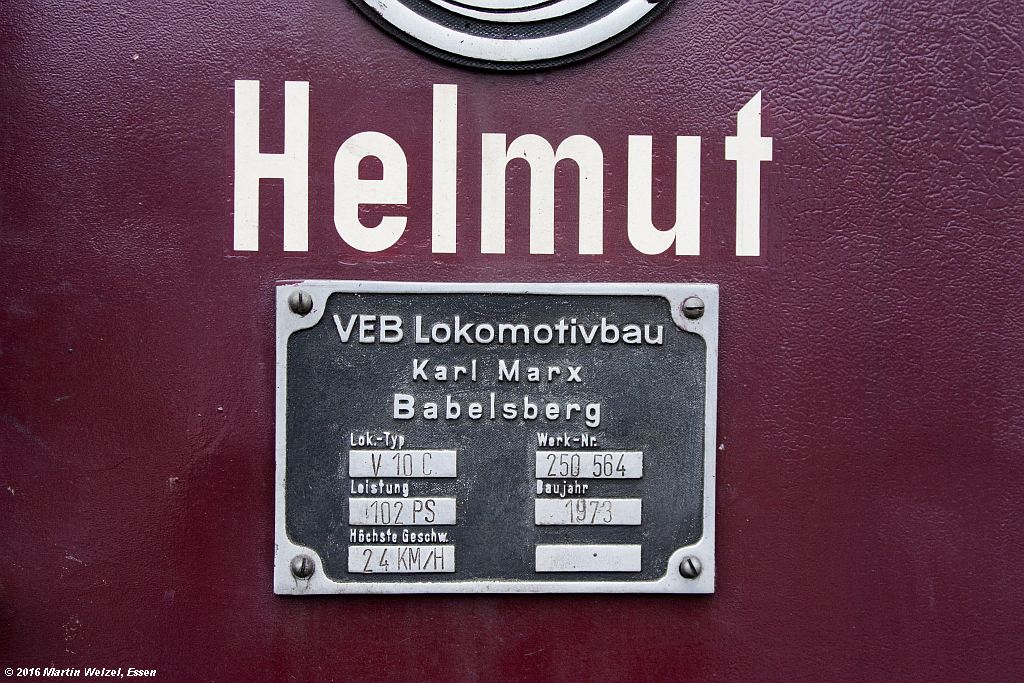 Helmut
VEB Lokomotivbau
Karl Marx
Babelsberg
Lok.-Typ Werk-Nr.
V 10 C 250 564
Leistung Baujahr
102 PS 1973
Höchste Geschw.
24 KM/H
© 2016 Martin Welzel, Essen